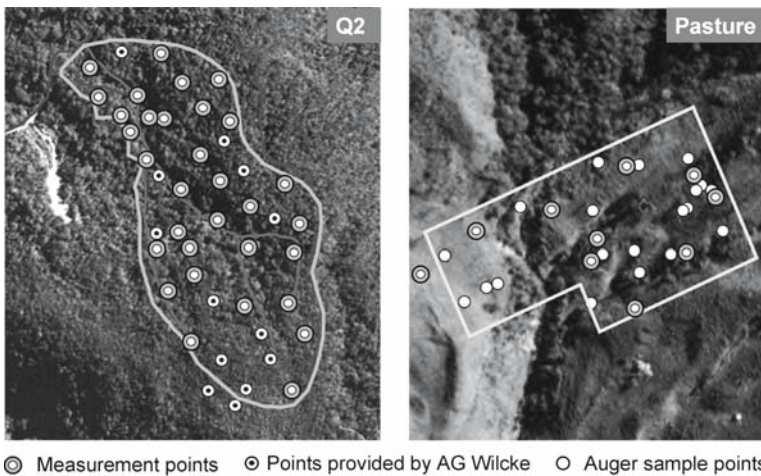 Q2
Pasture
Measurement points
Points provided by AG Wilcke
Auger sample points